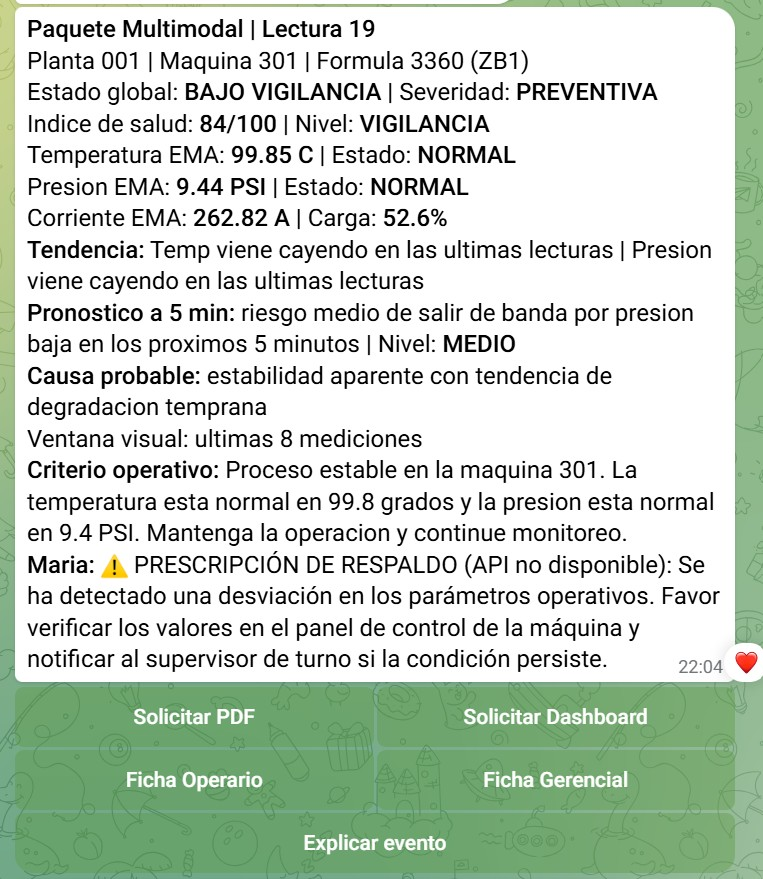 Paquete Multimodal | Lectura 19
Planta 001 | Maquina 301 | Formula 3360 (ZB1)
Estado global: BAJO VIGILANCIA | Severidad: PREVENTIVA
Indice de salud: 84/100 | Nivel: VIGILANCIA
Temperatura EMA: 99.85 C | Estado: NORMAL
Presion EMA: 9.44 PSI | Estado: NORMAL
Corriente EMA: 262.82 A | Carga: 52.6%
Tendencia: Temp viene cayendo en las ultimas lecturas | Presion
viene cayendo en las ultimas lecturas
Pronostico a 5 min: riesgo medio de salir de banda por presion
baja en los proximos 5 minutos | Nivel: MEDIO
Causa probable: estabilidad aparente con tendencia de
degradacion temprana
Ventana visual: ultimas 8 mediciones
Criterio operativo: Proceso estable en la maquina 301. La
temperatura esta normal en 99.8 grados y la presion esta normal
en 9.4 PSI. Mantenga la operacion y continue monitoreo.
Maria: ⚠️ PRESCRIPCIÓN DE RESPALDO (API no disponible): Se
ha detectado una desviación en los parámetros operativos. Favor
verificar los valores en el panel de control de la máquina y
notificar al supervisor de turno si la condición persiste.
22:04
Solicitar PDF
Solicitar Dashboard
Ficha Operario
Ficha Gerencial
Explicar evento